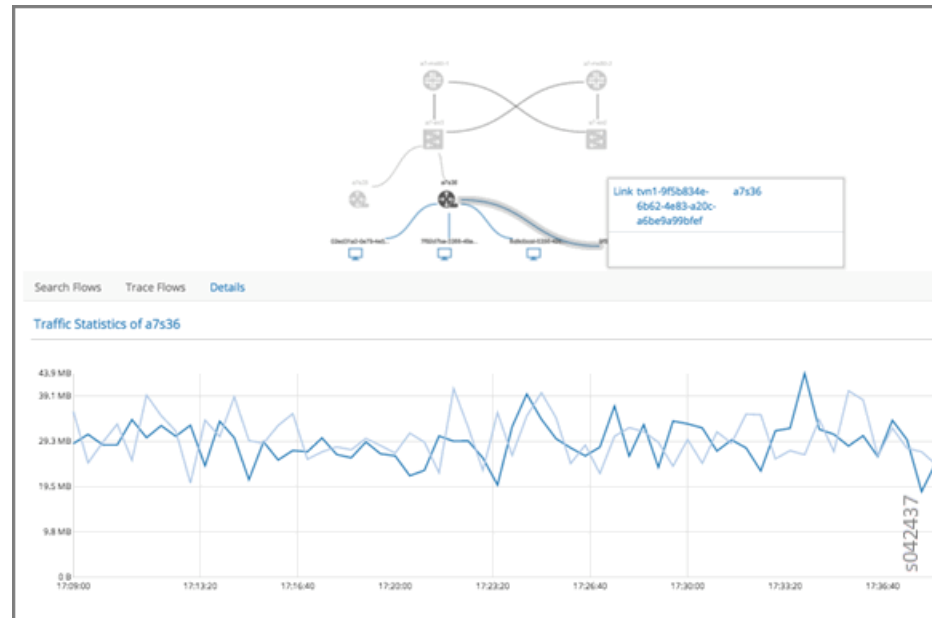 a7s36
Link tvn1-9f5b834e- a7s36
6b62-4e83-a20c-
a6be9a99bfef
Search Flows Trace Flows Details
Traffic Statistics of a7s36
43.9 MB
39.1 MB
29.3 MB
19.5 MB
9.8 MB
0 B
17:09:00 17:13:20 17:16:40 17:20:00 17:23:20 17:26:40 17:30:00 17:33:20 17:36:40
s042437